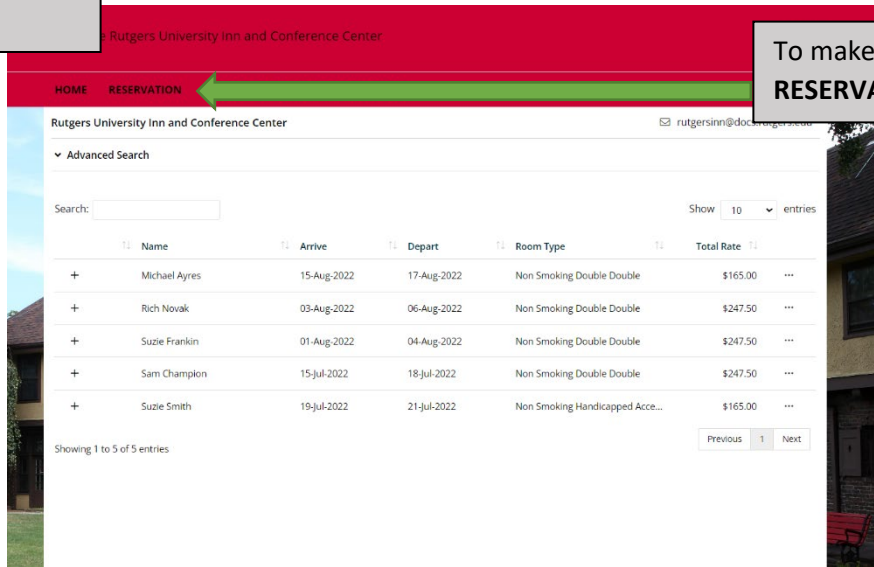 Rutgers University Inn and Conference Center
To make
HOME RESERVATION
Rutgers University Inn and Conference Center
Advanced Search
Search:
Show 10 entries
Name Arrive Depart Room Type Total Rate
+ Michael Ayres 15-Aug-2022 17-Aug-2022 Non Smoking Double Double $165.00 ...
+ Rich Novak 03-Aug-2022 06-Aug-2022 Non Smoking Double Double $247.50 ...
+ Suzie Frankin 01-Aug-2022 04-Aug-2022 Non Smoking Double Double $247.50 ...
+ Sam Champion 15-Jul-2022 18-Jul-2022 Non Smoking Double Double $247.50 ...
+ Suzie Smith 19-Jul-2022 21-Jul-2022 Non Smoking Handicapped Acce... $165.00 ...
Showing 1 to 5 of 5 entries
Previous 1 Next